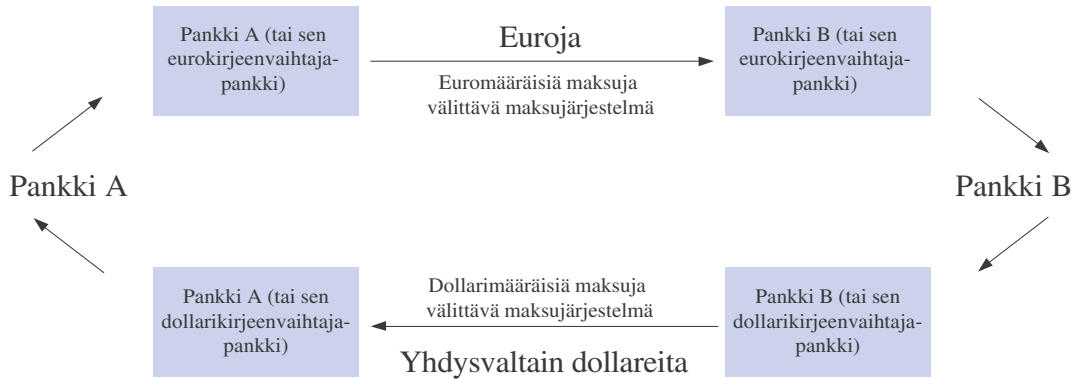 Pankki A (tai sen
eurokirjeenvaihtaja-
pankki)
Euroja
Euromääräisiä maksuja
välittävä maksujärjestelmä
Pankki B (tai sen
eurokirjeenvaihtaja-
pankki)
Pankki A
Pankki B
Pankki A (tai sen
dollarikirjeenvaihtaja-
pankki)
Dollarimääräisiä maksuja
välittävä maksujärjestelmä
Yhdysvaltain dollareita
Pankki B (tai sen
dollarikirjeenvaihtaja-
pankki)